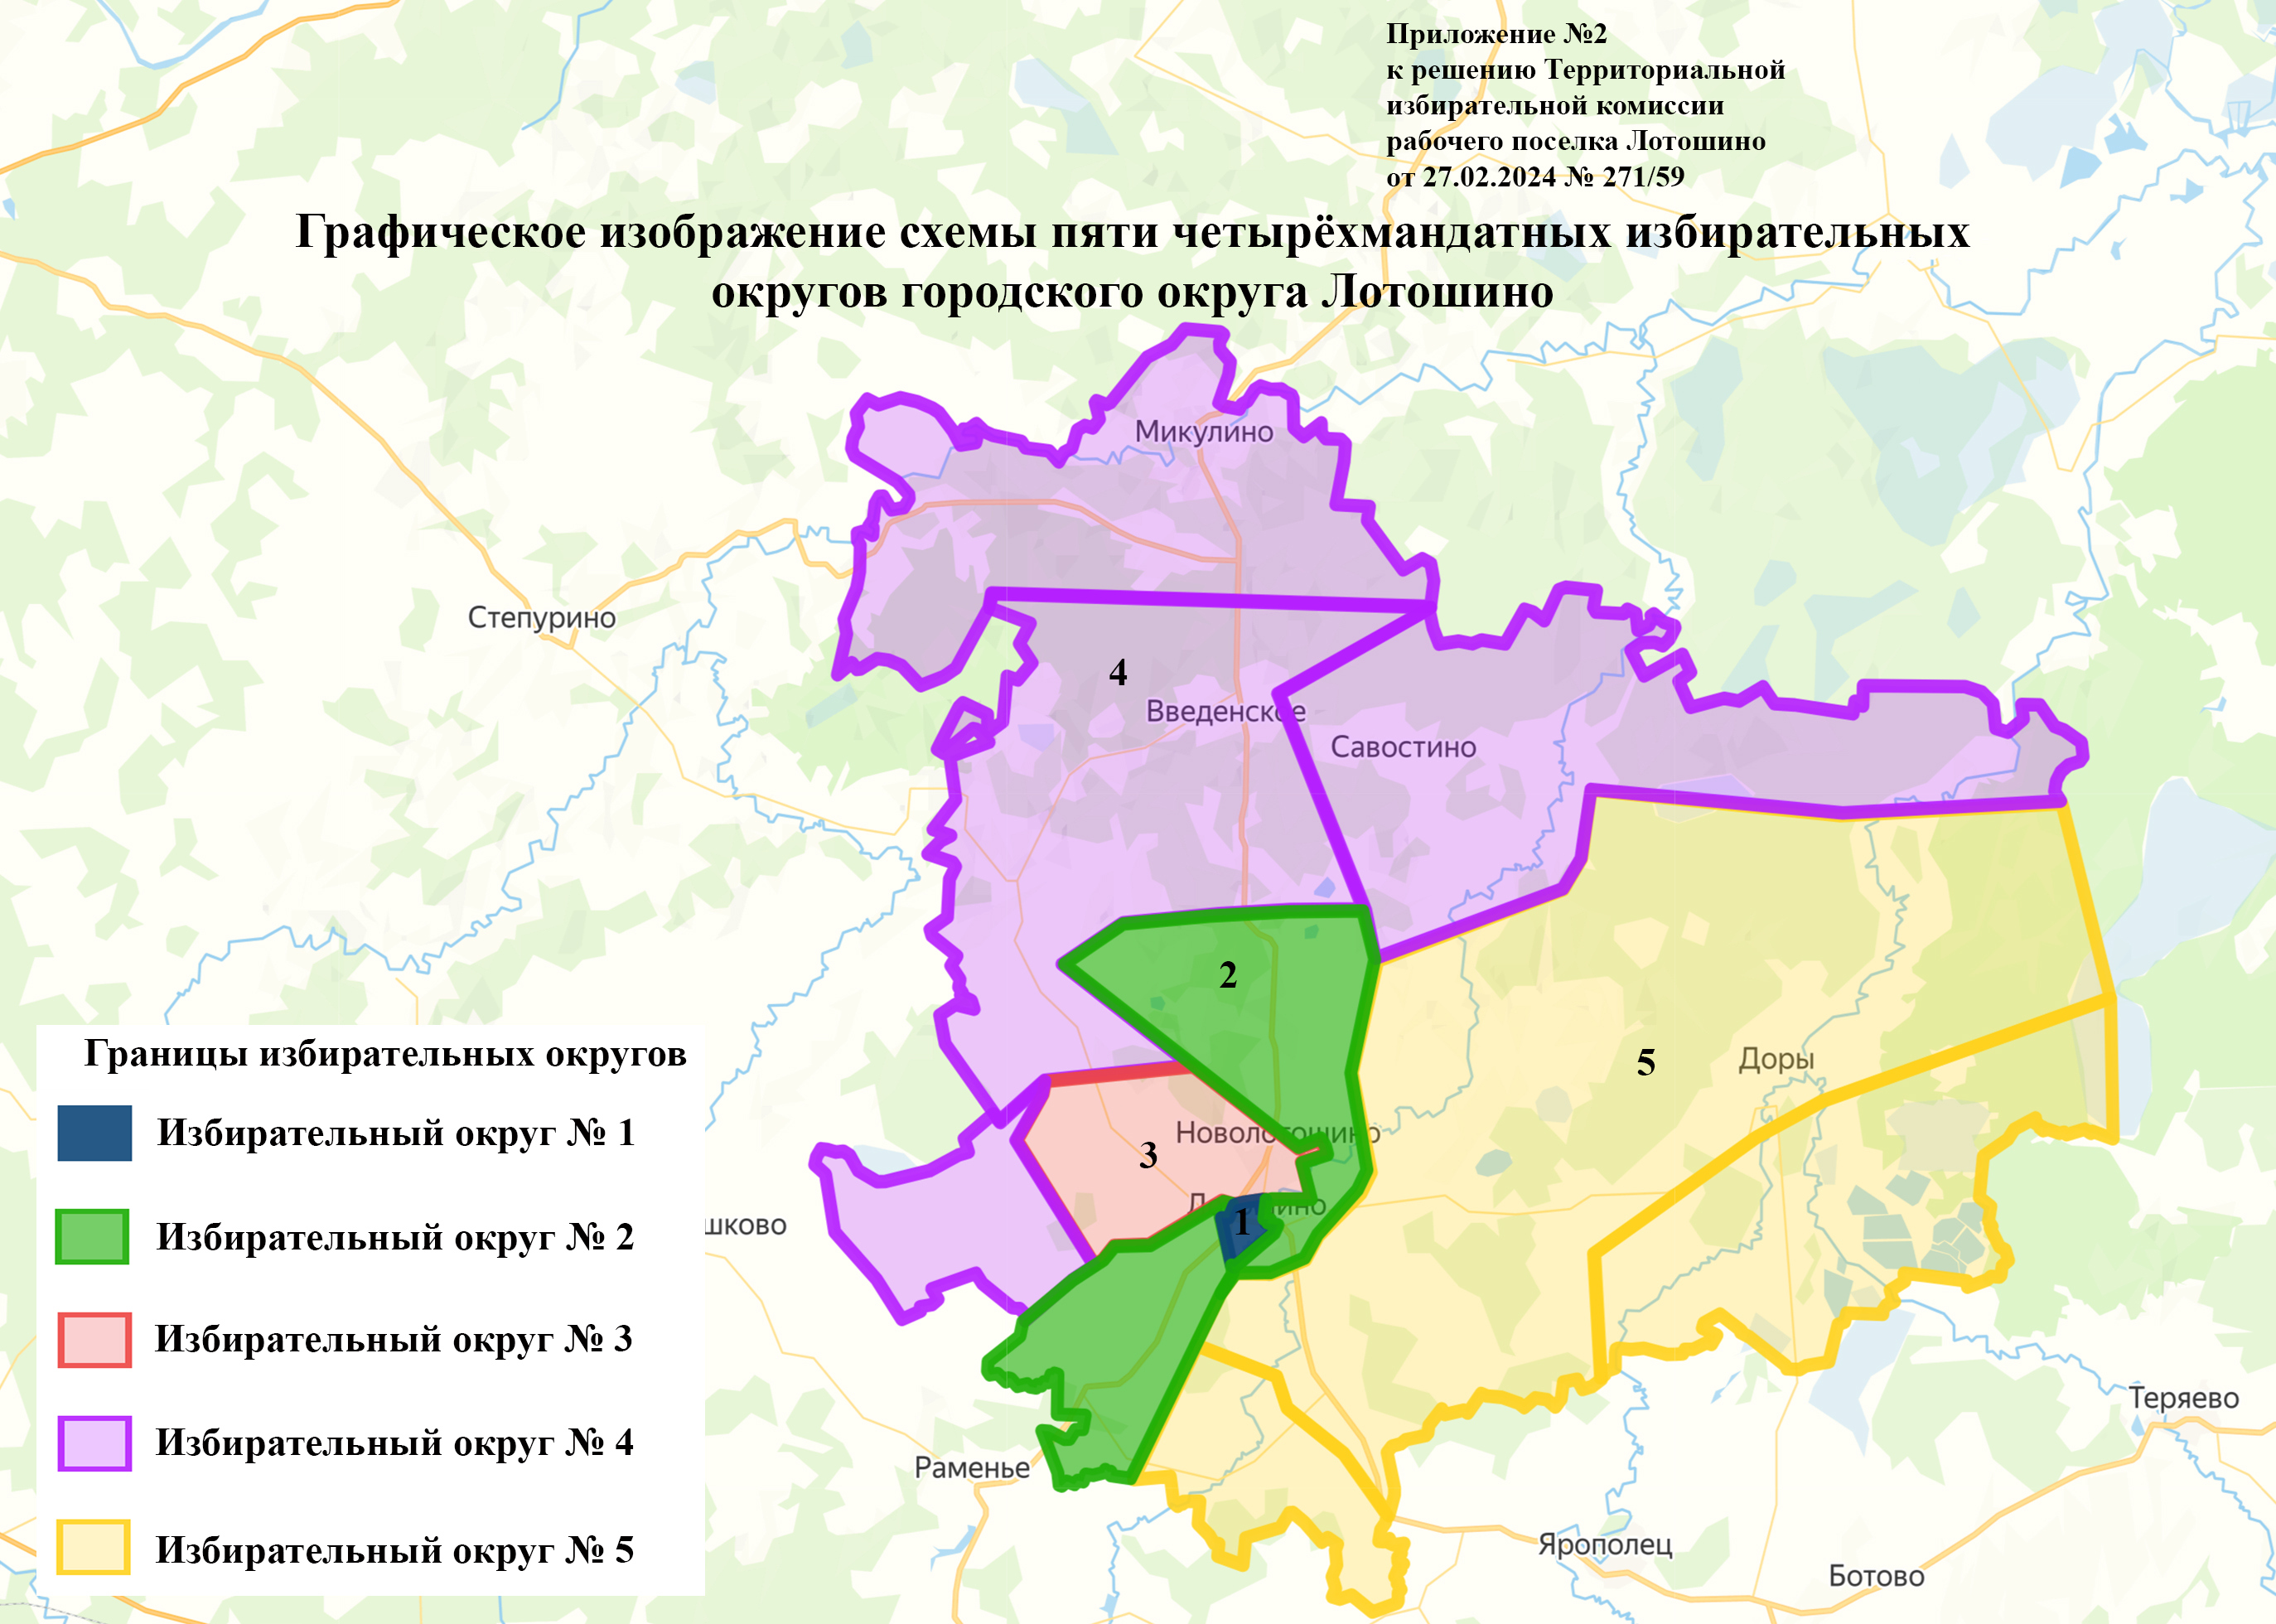 Приложение №2
к решению Территориальной
избирательной комиссии
рабочего поселка Лотошино
от 27.02.2024 № 271/59
Графическое изображение схемы пяти четырёхмандатных избирательных
округов городского округа Лотошино
Микулино
Степурино
4
Введенское
Савостино
2
5
Доры
Новолотошино
3
1
шково
Раменье
Теряево
Ярополец
Ботово
Границы избирательных округов
Избирательный округ № 1
Избирательный округ № 2
Избирательный округ № 3
Избирательный округ № 4
Избирательный округ № 5